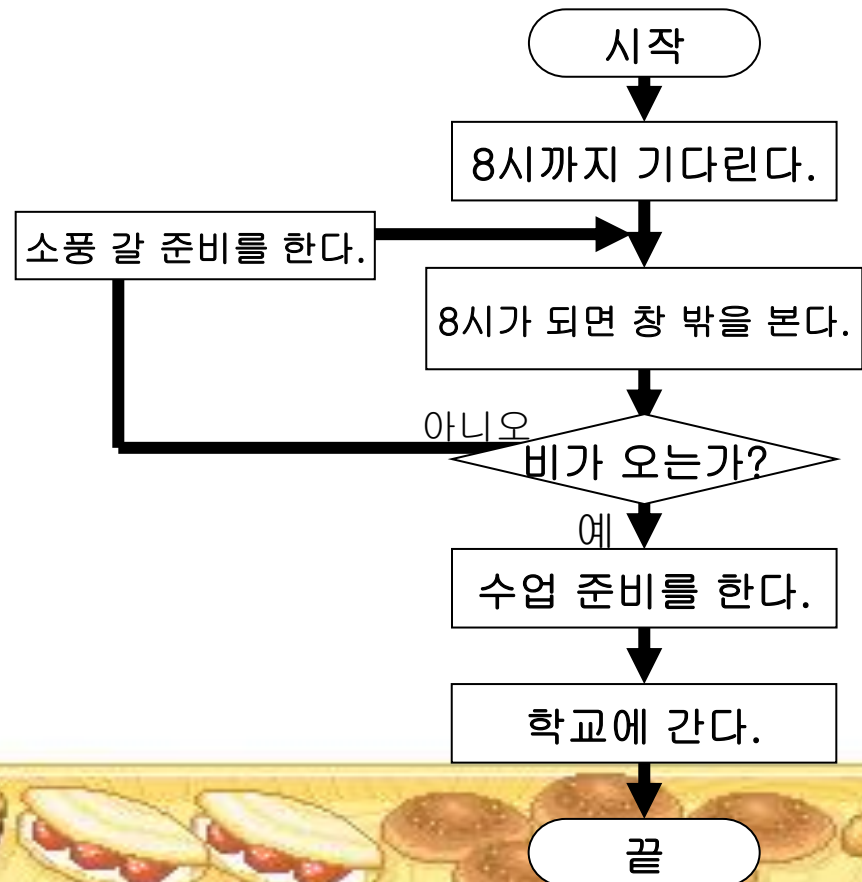 시작
8시까지 기다린다.
소풍 갈 준비를 한다.
8시가 되면 창 밖을 본다.
아니오
비가 오는가?
예
수업 준비를 한다.
학교에 간다.
끝